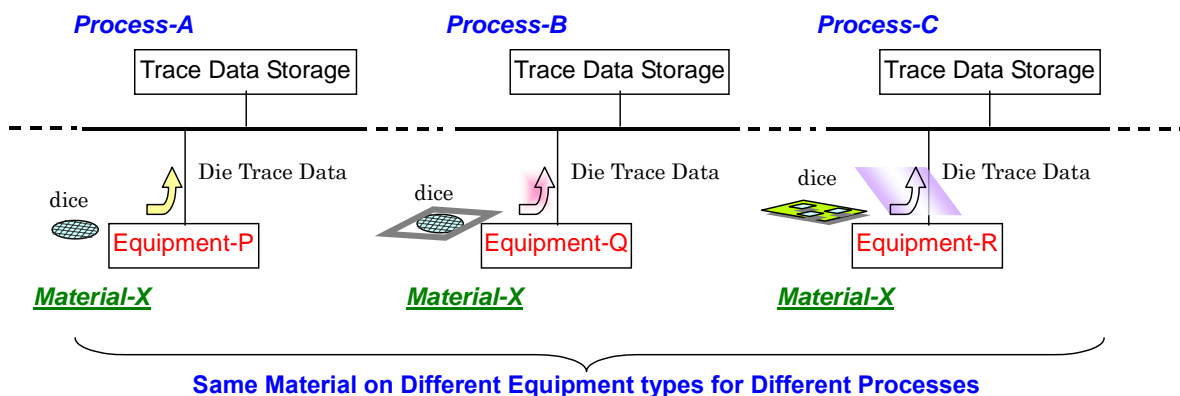 Process-A
Process-B
Process-C
Trace Data Storage
Trace Data Storage
Trace Data Storage
Die Trace Data
Die Trace Data
Die Trace Data
dice
dice
dice
Equipment-P
Equipment-Q
Equipment-R
Material-X
Material-X
Material-X
Same Material on Different Equipment types for Different Processes